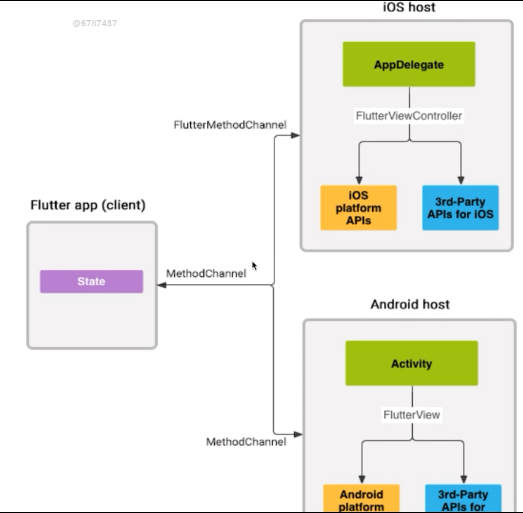 @5787437
iOS host
AppDelegate
FlutterViewController
iOS
platform
APIs
3rd-Party
APIs for iOS
FlutterMethodChannel
Flutter app (client)
State
MethodChannel
Android host
Activity
FlutterView
MethodChannel
Android
platform
3rd-Party
APIs for